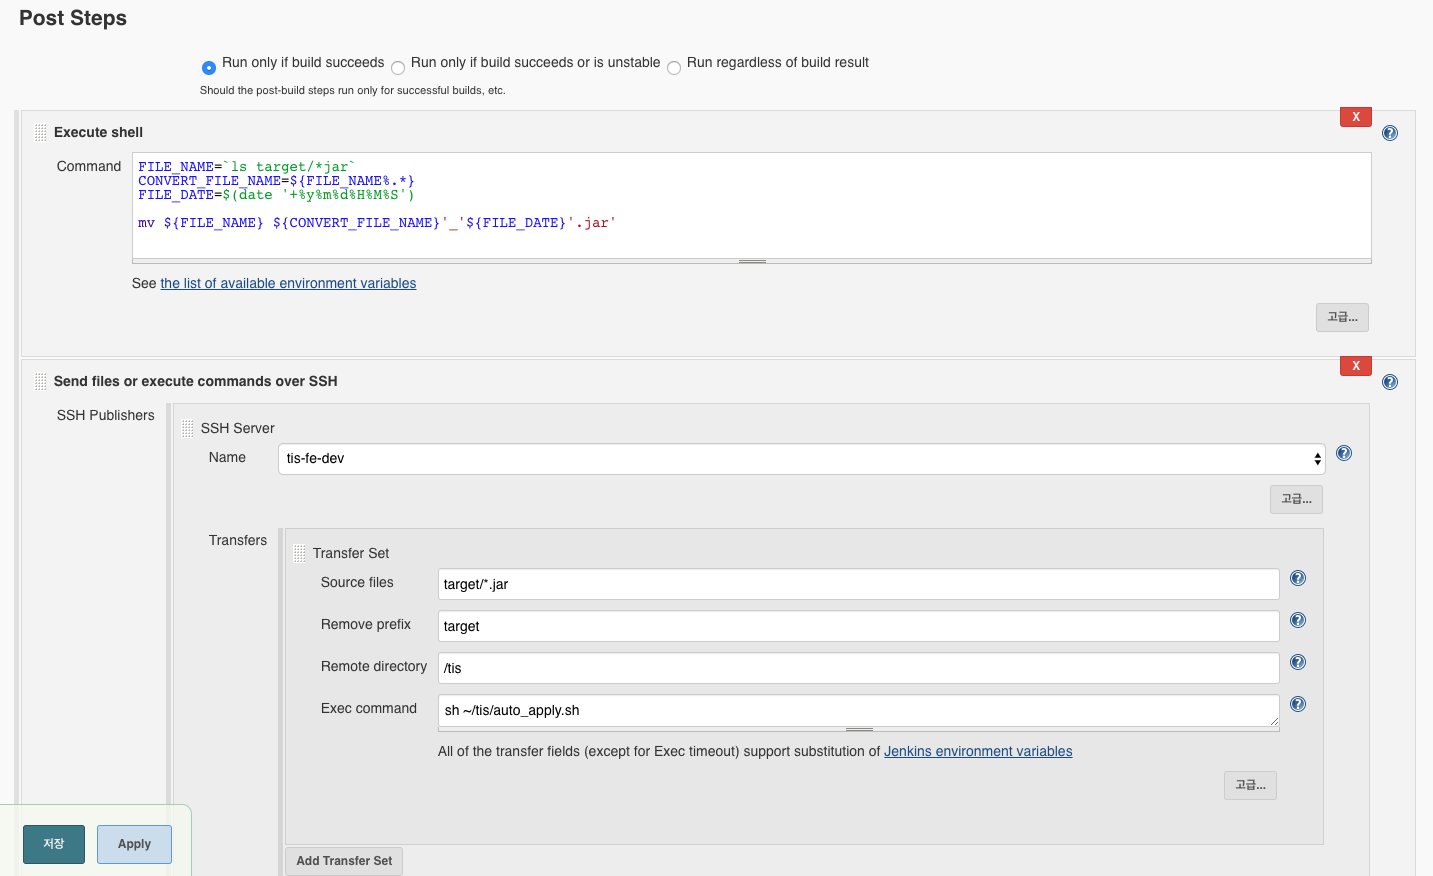 Post Steps
Run only if build succeeds Run only if build succeeds or is unstable Run regardless of build result
Should the post-build steps run only for successful builds, etc.
X
Execute shell
?
Command
FILE_NAME=`ls target/*jar`
CONVERT_FILE_NAME=${FILE_NAME%.*}
FILE_DATE=$(date '+%y%m%d%H%M%S')
mv ${FILE_NAME} ${CONVERT_FILE_NAME}'_'${FILE_DATE}'.jar'
See the list of available environment variables
고급...
X
Send files or execute commands over SSH
?
SSH Publishers
SSH Server
Name tis-fe-dev ?
고급...
Transfers
Transfer Set
Source files target/*.jar ?
Remove prefix target ?
Remote directory /tis ?
Exec command sh ~/tis/auto_apply.sh ?
All of the transfer fields (except for Exec timeout) support substitution of Jenkins environment variables
고급...
저장 Apply
Add Transfer Set